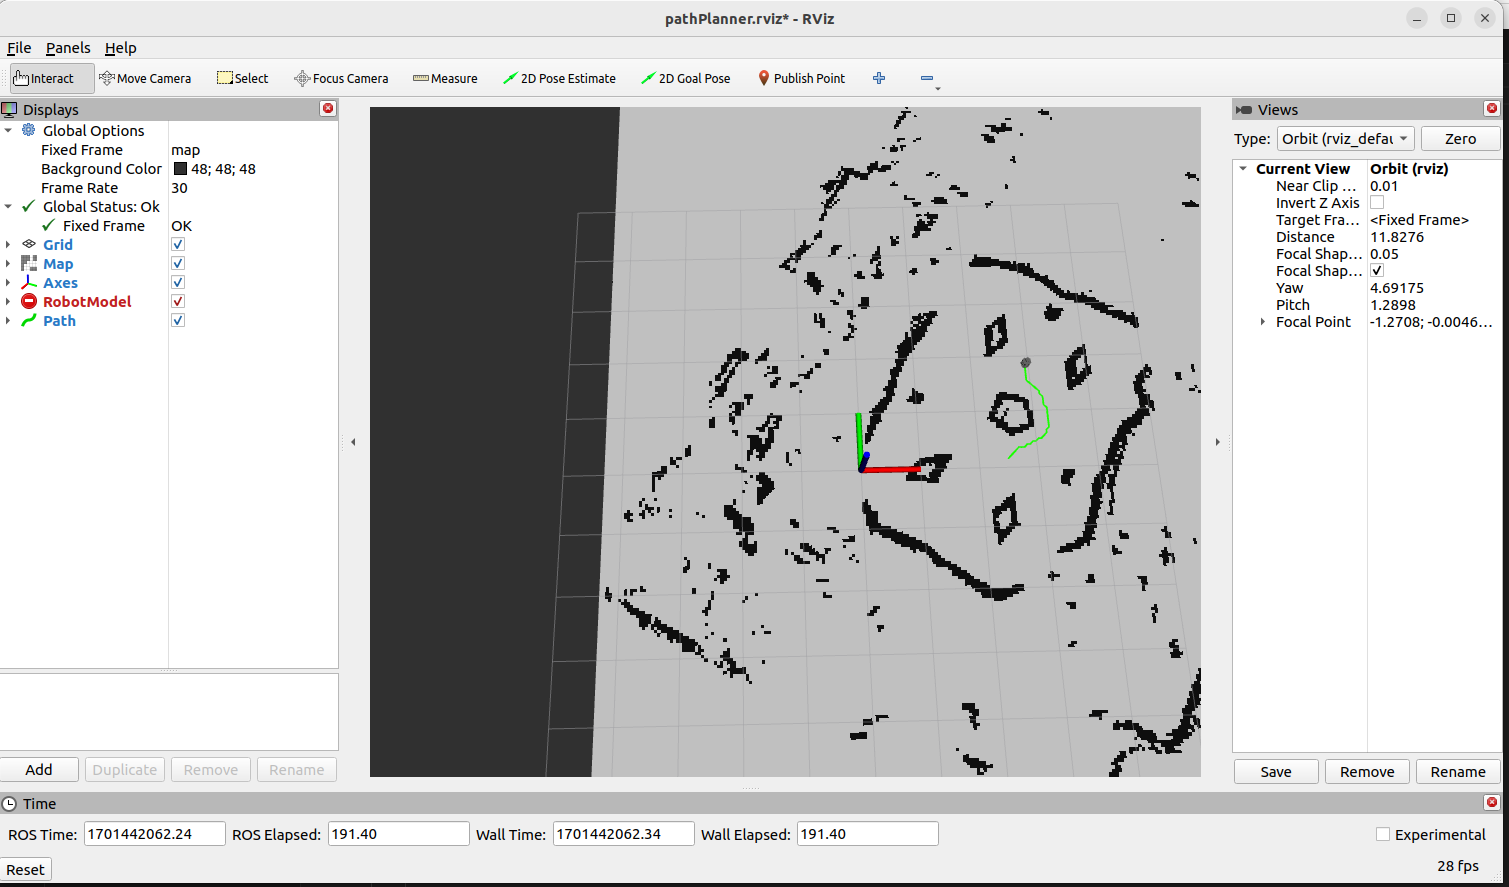 pathPlanner.rviz* - RViz
File Panels Help
Interact Move Camera Select Focus Camera Measure 2D Pose Estimate 2D Goal Pose Publish Point
Displays
Global Options
Fixed Frame map
Background Color 48; 48; 48
Frame Rate 30
Global Status: Ok
Fixed Frame OK
Grid
Map
Axes
RobotModel
Path
Add Duplicate Remove Rename
Views
Type: Orbit (rviz_defau Zero
Current View Orbit (rviz)
Near Clip ... 0.01
Invert Z Axis
Target Fra... <Fixed Frame>
Distance 11.8276
Focal Shap... 0.05
Focal Shap...
Yaw 4.69175
Pitch 1.2898
Focal Point -1.2708; -0.0046...
Save Remove Rename
Time
ROS Time: 1701442062.24 ROS Elapsed: 191.40 Wall Time: 1701442062.34 Wall Elapsed: 191.40 Experimental
Reset 28 fps